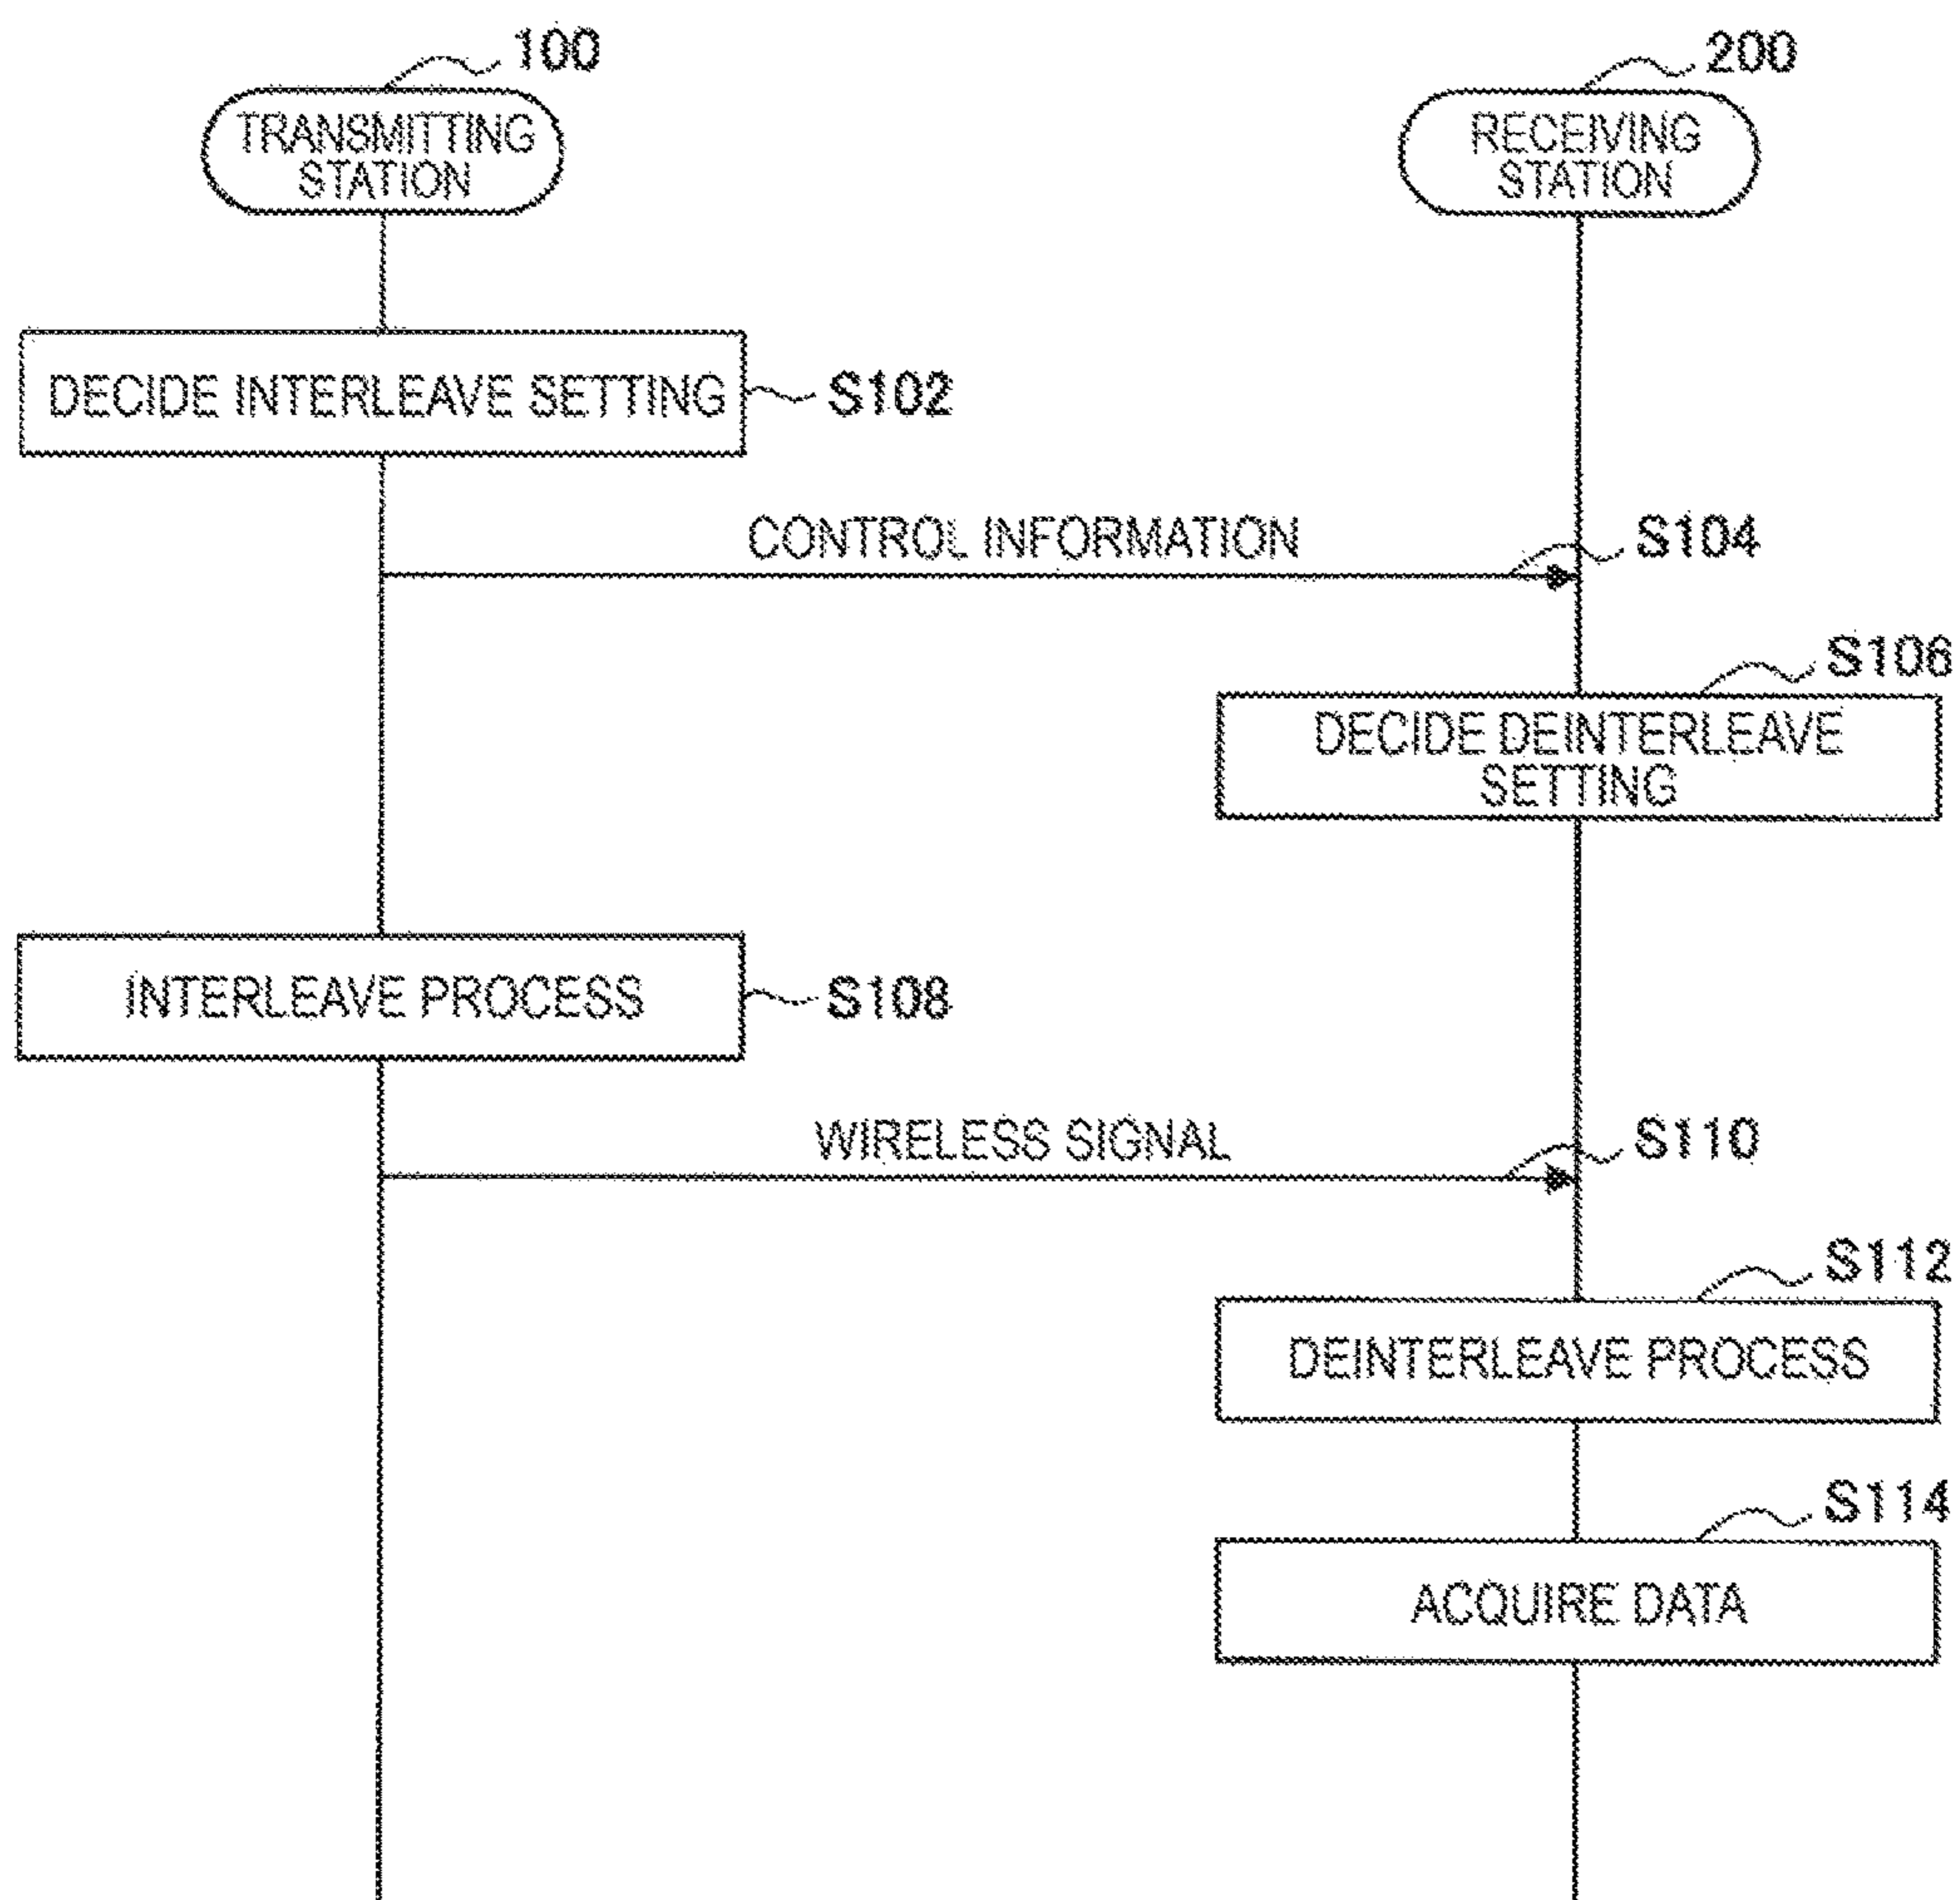 100
TRANSMITTING
STATION
200
RECEIVING
STATION
DECIDE INTERLEAVE SETTING
S102
CONTROL INFORMATION
S104
S106
DECIDE DEINTERLEAVE
SETTING
INTERLEAVE PROCESS
S108
WIRELESS SIGNAL
S110
S112
DEINTERLEAVE PROCESS
S114
ACQUIRE DATA